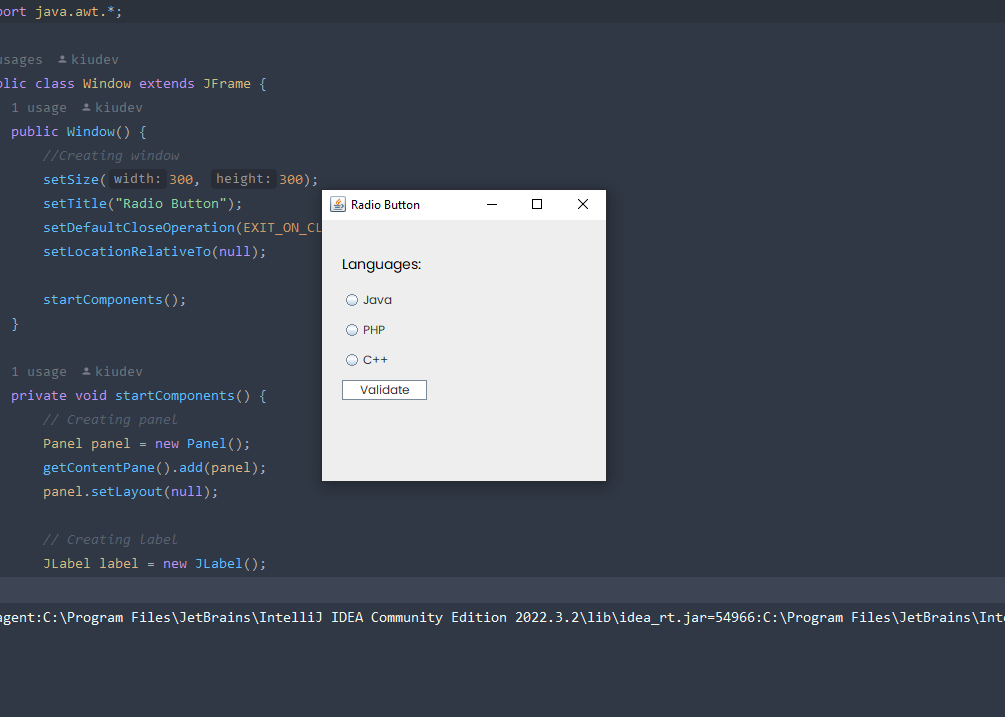 port java.awt.*;
usages kiudev
blic class Window extends JFrame {
1 usage kiudev
public Window() {
//Creating window
setSize( width: 300, height: 300);
setTitle("Radio Button");
setDefaultCloseOperation(EXIT_ON_CL
setLocationRelativeTo(null);
startComponents();
}
1 usage kiudev
private void startComponents() {
// Creating panel
Panel panel = new Panel();
getContentPane().add(panel);
panel.setLayout(null);
// Creating label
JLabel label = new JLabel();
Radio Button
Languages:
Java
PHP
C++
Validate
agent:C:\Program Files\JetBrains\IntelliJ IDEA Community Edition 2022.3.2\lib\idea_rt.jar=54966:C:\Program Files\JetBrains\Inte